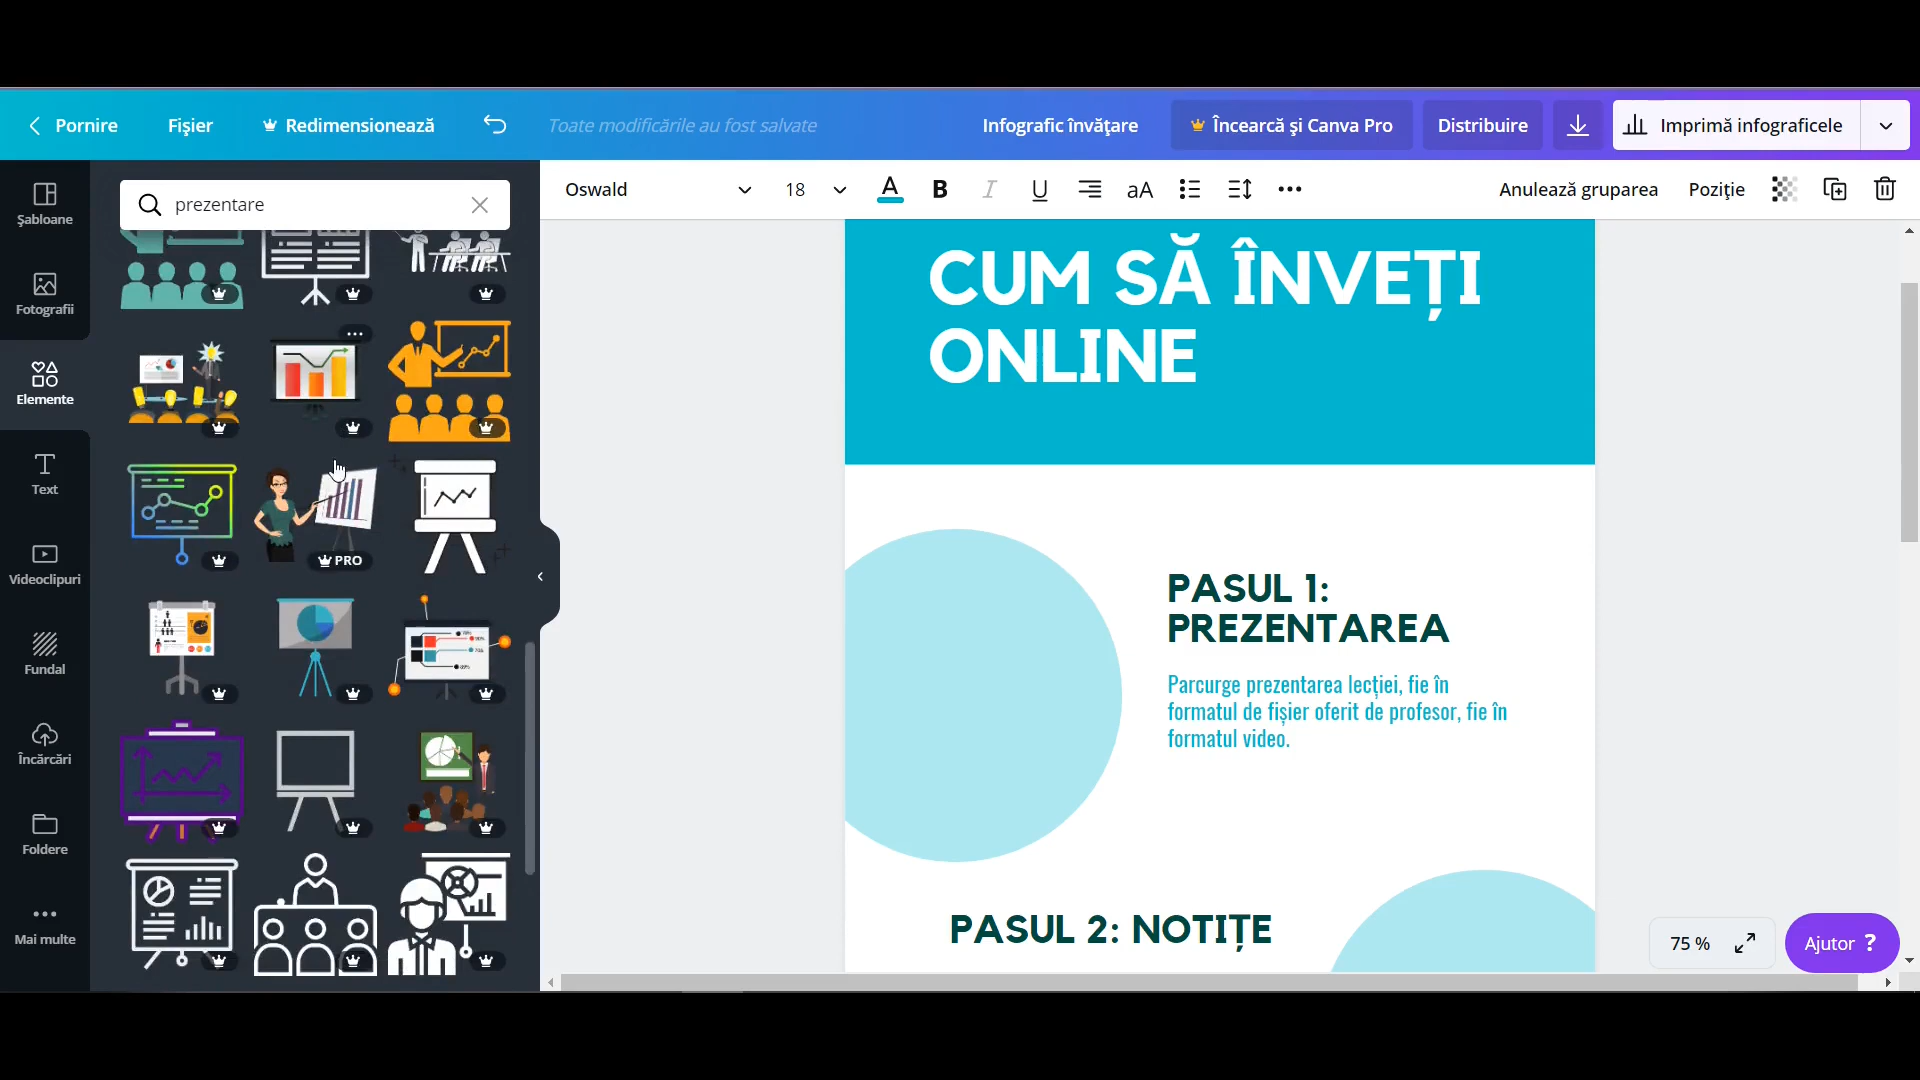 Pornire
Fișier
Redimensionează
Toate modificările au fost salvate
Infografic învățare
Încearcă și Canva Pro
Distribuire
Imprimă infograficele
Șabloane
Fotografii
Elemente
Text
Videoclipuri
Fundal
Încărcări
Foldere
Mai multe
prezentare
PRO
Oswald
18
A
B
I
U
aA
Anulează gruparea
Poziție
CUM SĂ ÎNVEȚI
ONLINE
PASUL 1:
PREZENTAREA
Parcurge prezentarea lecției, fie în
formatul de fișier oferit de profesor, fie în
formatul video.
PASUL 2: NOTIȚE
75 %
Ajutor ?